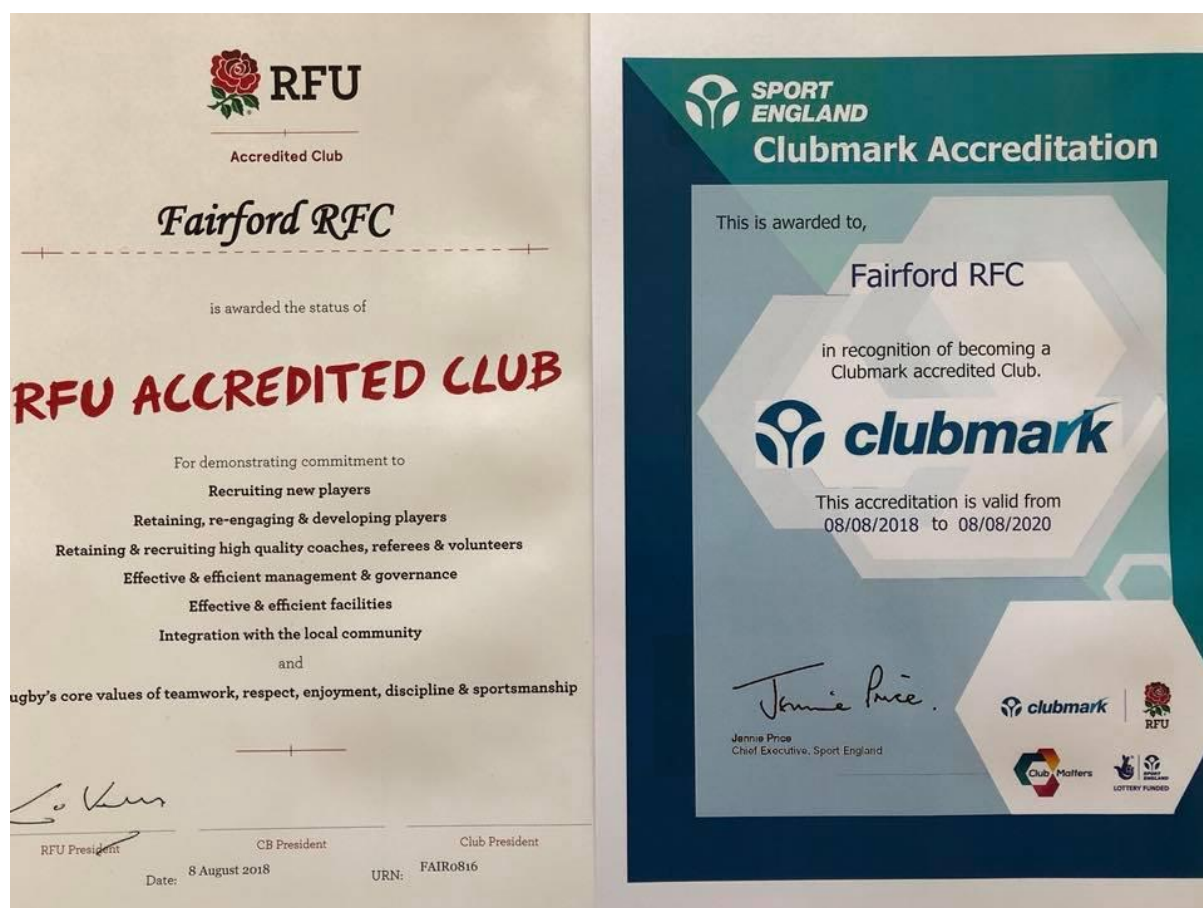 RFU
Accredited Club
Fairford RFC
is awarded the status of
RFU ACCREDITED CLUB
For demonstrating commitment to
Recruiting new players
Retaining, re-engaging & developing players
Retaining & recruiting high quality coaches, referees & volunteers
Effective & efficient management & governance
Effective & efficient facilities
Integration with the local community
and
ugby's core values of teamwork, respect, enjoyment, discipline & sportsmanship
RFU President
CB President
Club President
Date: 8 August 2018
URN: FAIR0816
SPORT
ENGLAND
Clubmark Accreditation
This is awarded to,
Fairford RFC
in recognition of becoming a
Clubmark accredited Club.
clubmark
This accreditation is valid from
08/08/2018 to 08/08/2020
Jennie Price.
Jennie Price
Chief Executive, Sport England
clubmark
RFU
Club Matters
SPORT
ENGLAND
LOTTERY FUNDED